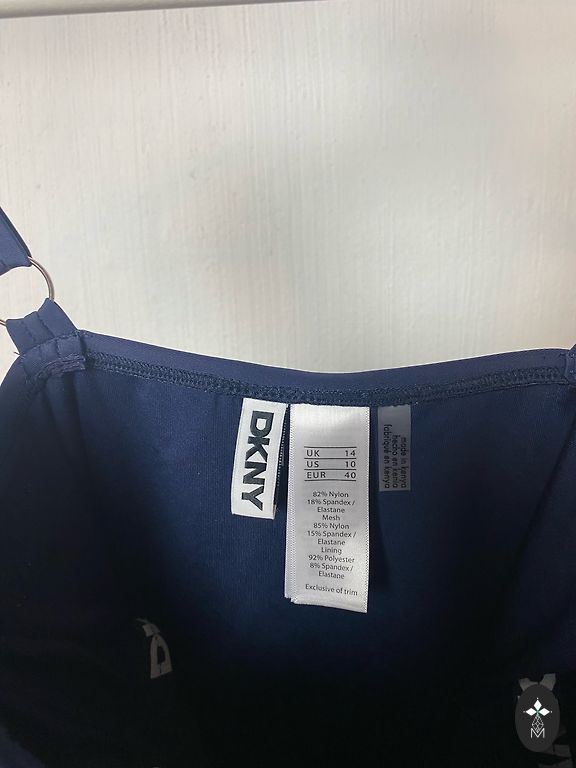 DKNY
UK 14
US 10
EUR 40
82% Nylon
18% Spandex /
Elastane
Mesh
85% Nylon
15% Spandex /
Elastane
Lining
92% Polyester
8% Spandex /
Elastane
Exclusive of trim
made in kenya
hecho en kenia
fabriqué en kenya
D
M